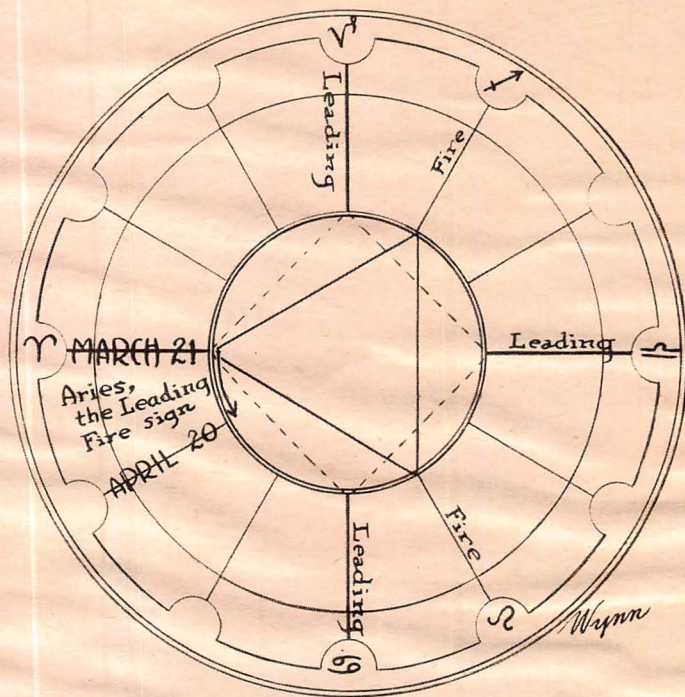 ♑
Leading
♐
Fire
♈ MARCH 21
Leading ♎
Aries,
the Leading
Fire sign
APRIL 20
Fire
♌
Leading
♋
Wynn